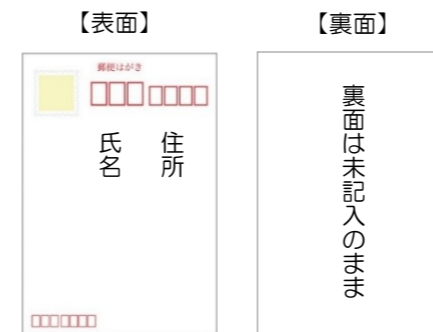 【表面】
郵便はがき
住所
氏名
【裏面】
裏面は未記入のまま